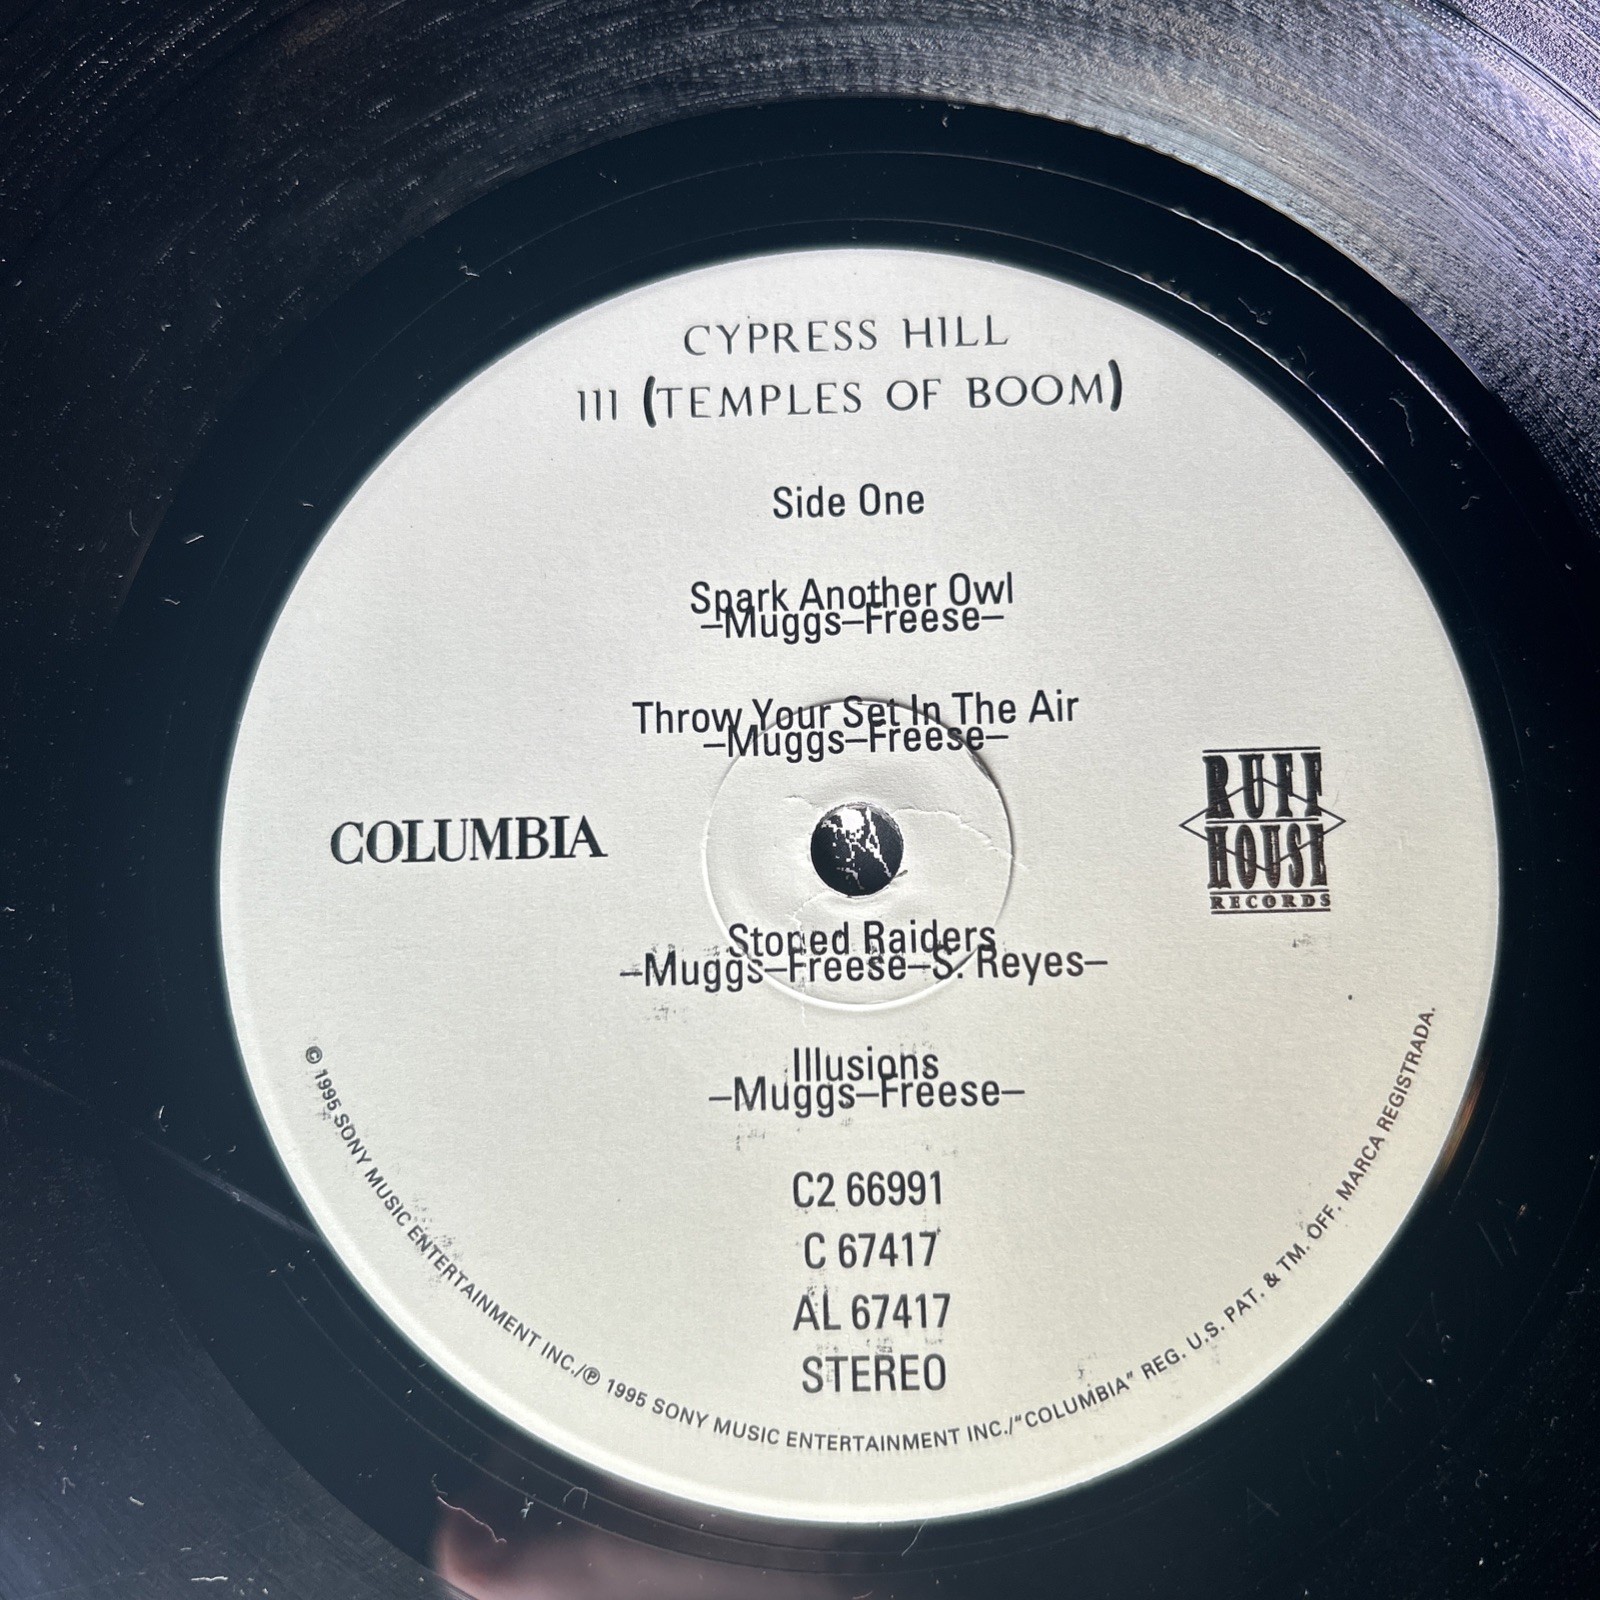 CYPRESS HILL
III (TEMPLES OF BOOM)
Side One
Spark Another Owl
–Muggs–Freese–
Throw Your Set In The Air
–Muggs–Freese–
COLUMBIA
RUFF
HOUSE
RECORDS
Stoned Raiders
–Muggs–Freese–S. Reyes–
Illusions
–Muggs–Freese–
C2 66991
C 67417
AL 67417
STEREO
© 1995 SONY MUSIC ENTERTAINMENT INC./℗ 1995 SONY MUSIC ENTERTAINMENT INC./"COLUMBIA" REG. U.S. PAT. & TM. OFF. MARCA REGISTRADA.